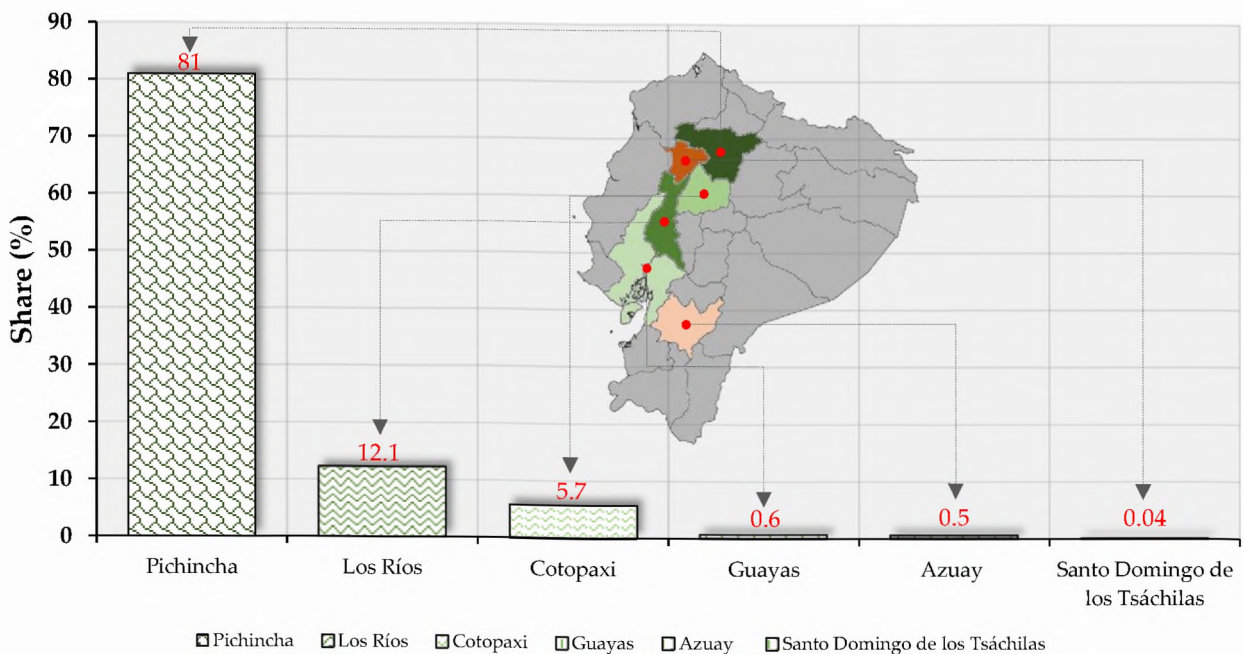 Share (%)
90
80
70
60
50
40
30
20
10
0
81
12.1
5.7
0.6
0.5
0.04
Pichincha
Los Ríos
Cotopaxi
Guayas
Azuay
Santo Domingo de
los Tsáchilas
Pichincha Los Ríos Cotopaxi Guayas Azuay Santo Domingo de los Tsáchilas